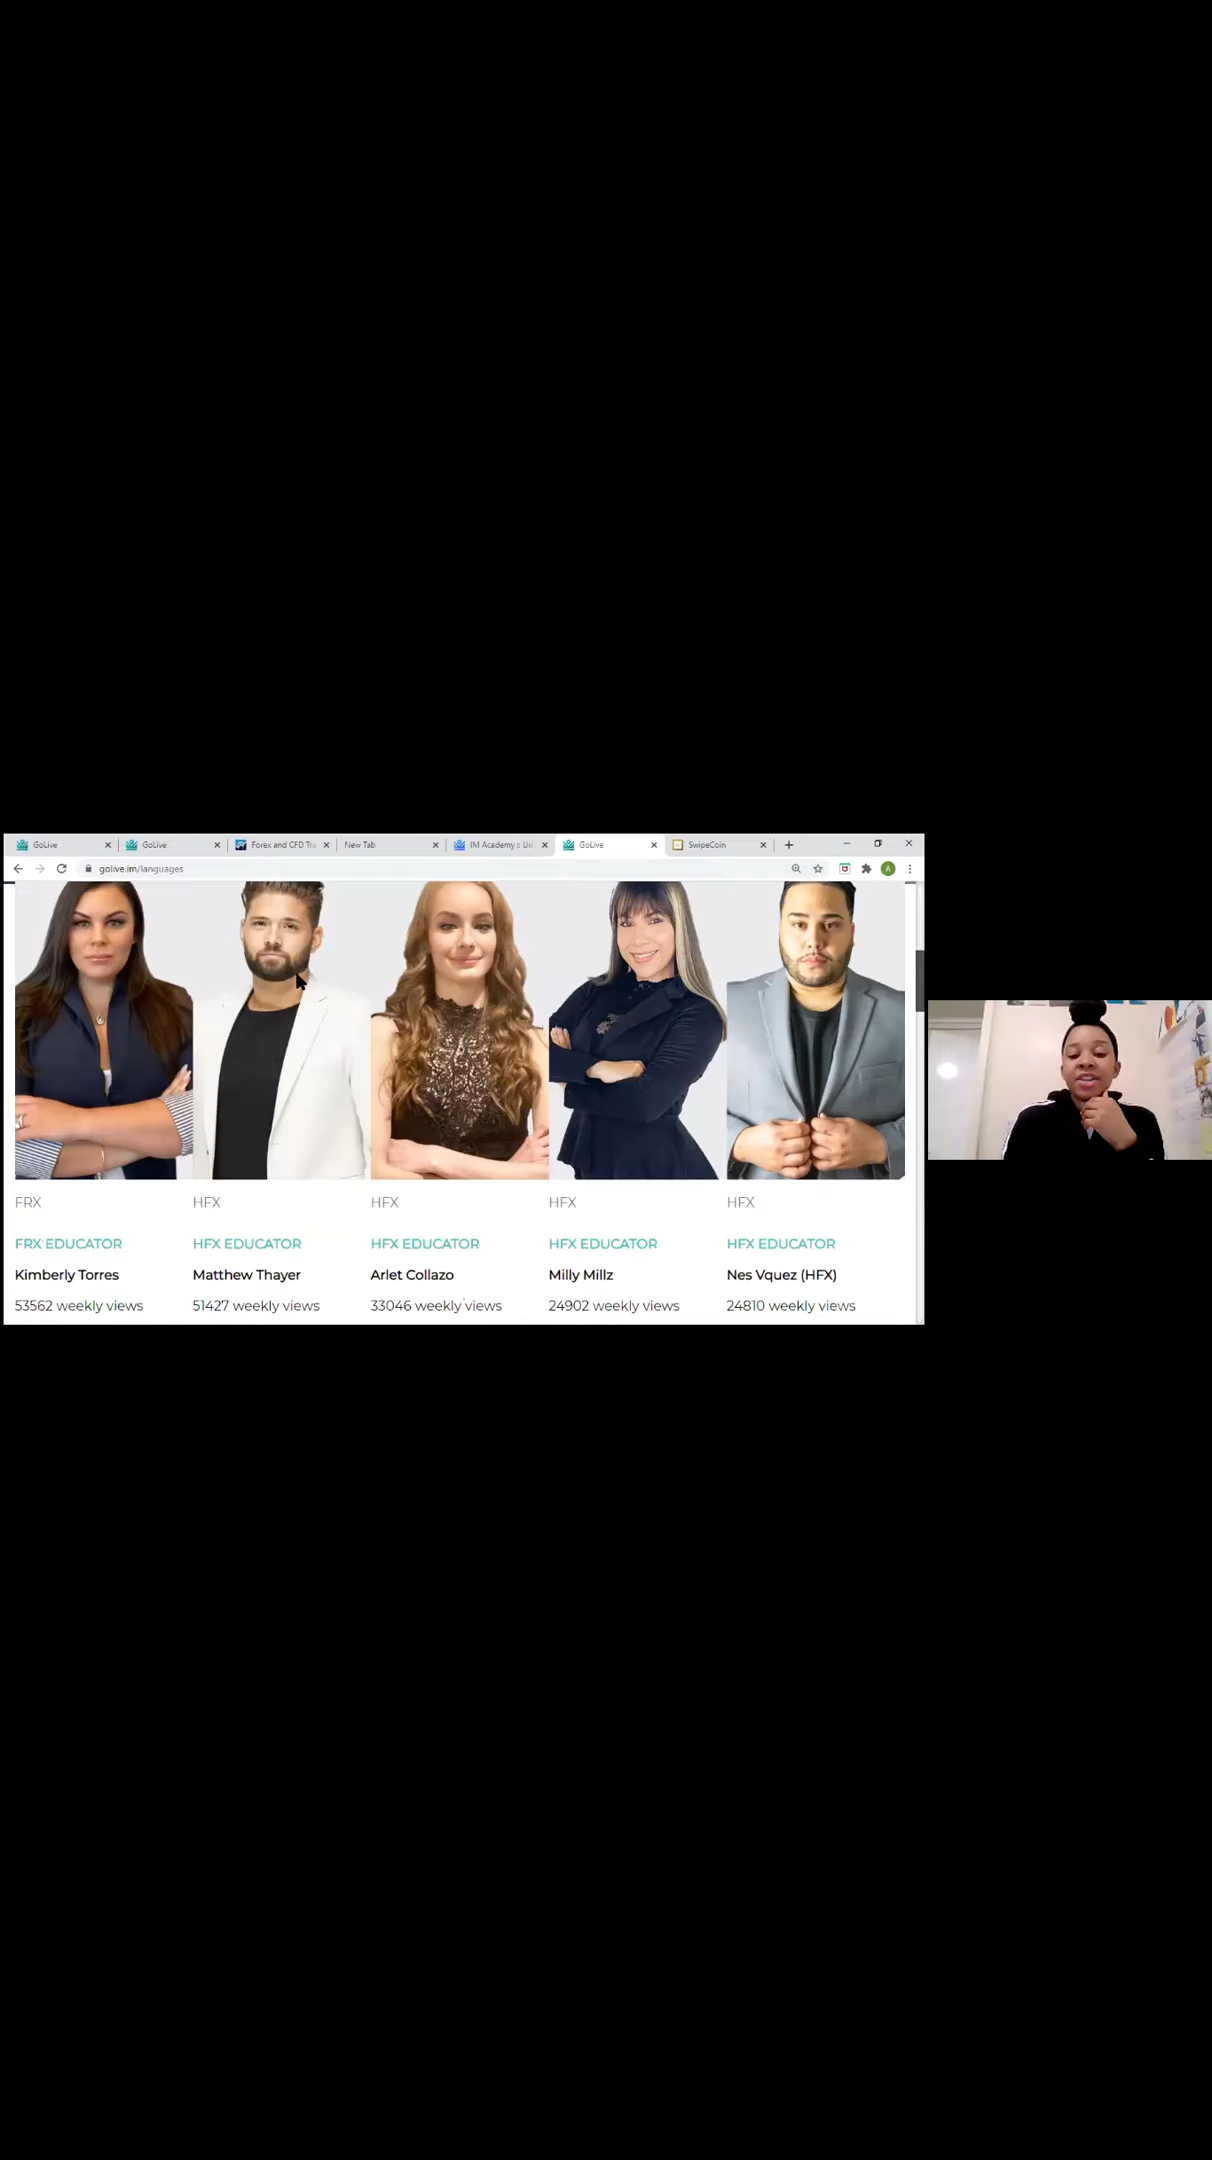 GoLive
GoLive
Forex and CFD Tra
New Tab
IM Academy :: Un
GoLive
SwipeCoin
golive.im/languages
A
FRX
HFX
HFX
HFX
HFX
FRX EDUCATOR
HFX EDUCATOR
HFX EDUCATOR
HFX EDUCATOR
HFX EDUCATOR
Kimberly Torres
Matthew Thayer
Arlet Collazo
Milly Millz
Nes Vquez (HFX)
53562 weekly views
51427 weekly views
33046 weekly views
24902 weekly views
24810 weekly views